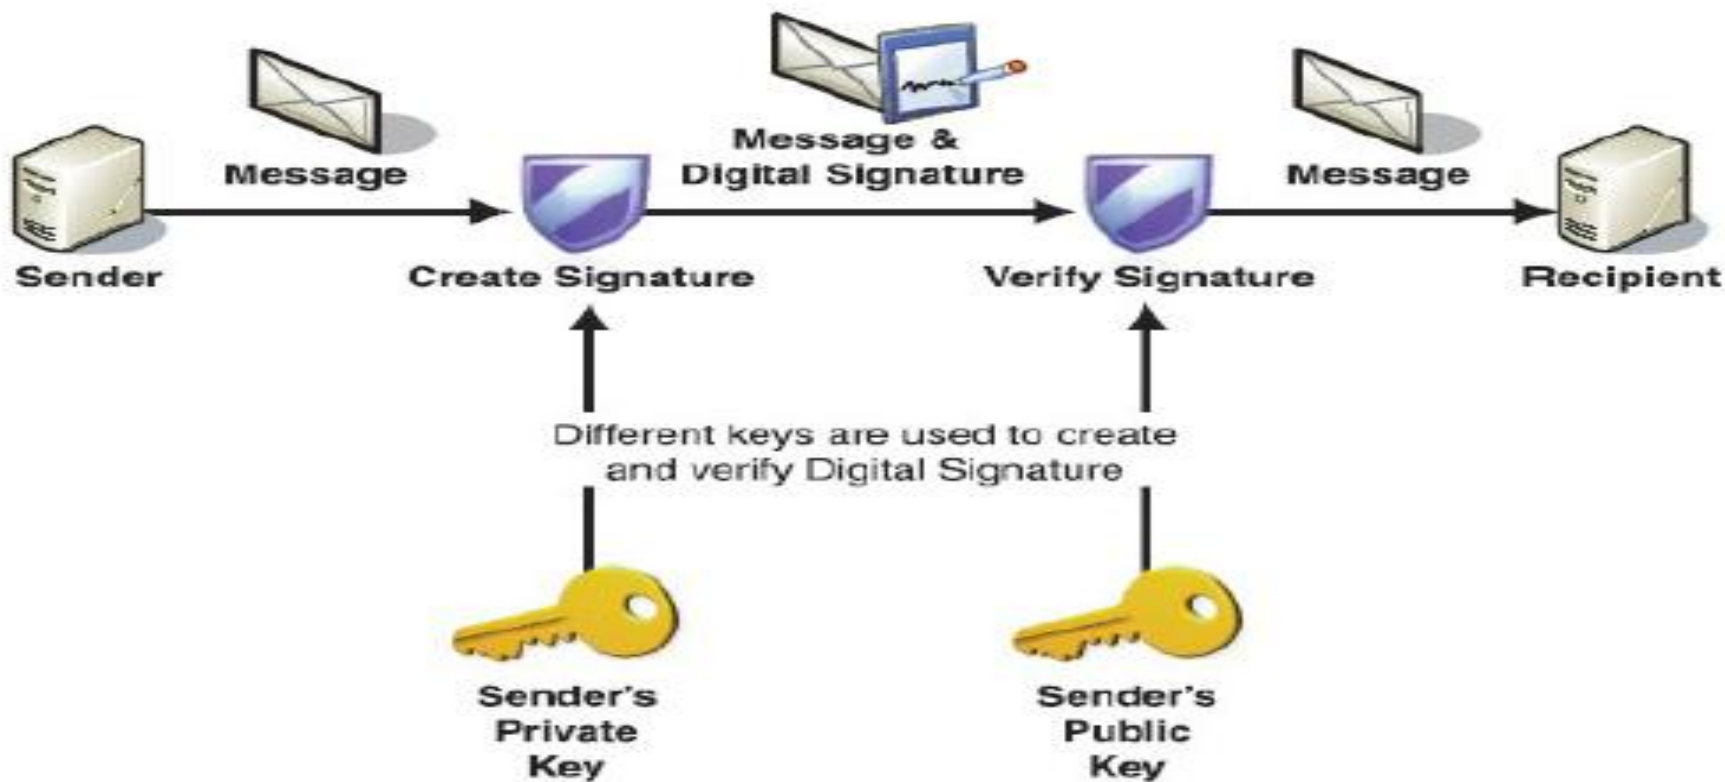 Message
Message &
Digital Signature
Message
Sender
Create Signature
Verify Signature
Recipient
Different keys are used to create
and verify Digital Signature
Sender's
Private
Key
Sender's
Public
Key